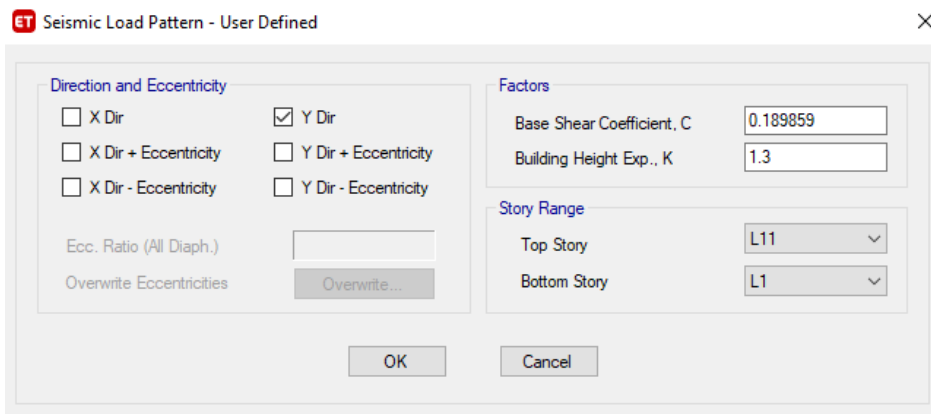 ET Seismic Load Pattern - User Defined
Direction and Eccentricity
X Dir
Y Dir
X Dir + Eccentricity
Y Dir + Eccentricity
X Dir - Eccentricity
Y Dir - Eccentricity
Ecc. Ratio (All Diaph.)
Overwrite Eccentricities
Overwrite...
Factors
Base Shear Coefficient, C
0.189859
Building Height Exp., K
1.3
Story Range
Top Story
L11
Bottom Story
L1
OK
Cancel